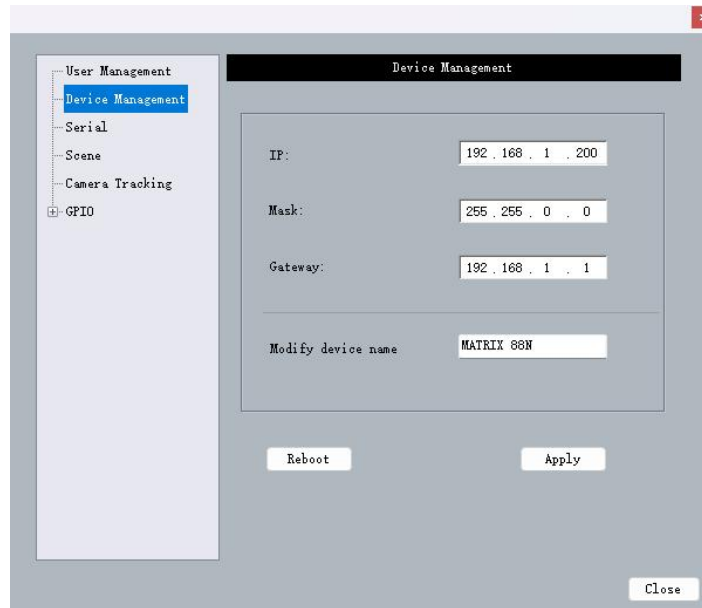 Device Management
User Management
Device Management
Serial
Scene
Camera Tracking
GPIO
IP: 192 . 168 . 1 . 200
Mask: 255 . 255 . 0 . 0
Gateway: 192 . 168 . 1 . 1
Modify device name MATRIX 88N
Reboot Apply
Close